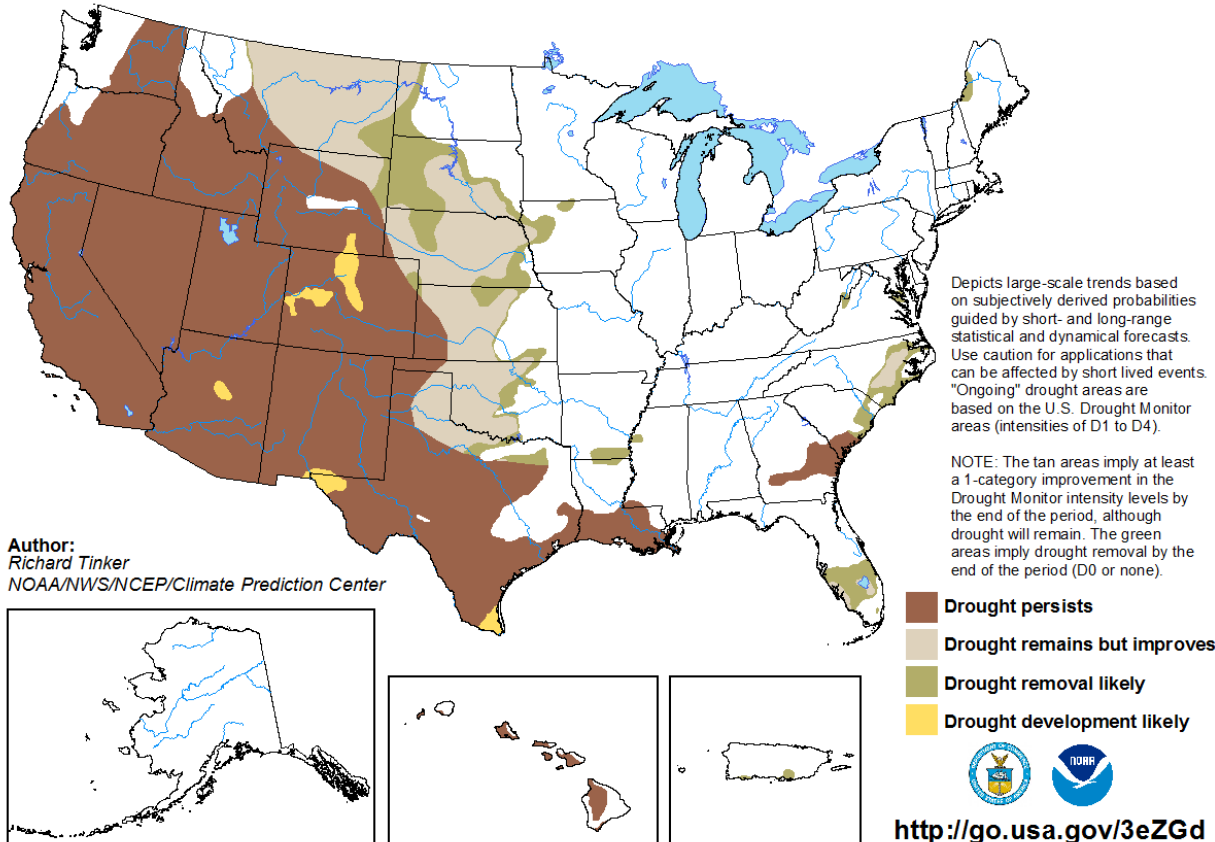 Depicts large-scale trends based
on subjectively derived probabilities
guided by short- and long-range
statistical and dynamical forecasts.
Use caution for applications that
can be affected by short lived events.
"Ongoing" drought areas are
based on the U.S. Drought Monitor
areas (intensities of D1 to D4).
NOTE: The tan areas imply at least
a 1-category improvement in the
Drought Monitor intensity levels by
the end of the period, although
drought will remain. The green
areas imply drought removal by the
end of the period (D0 or none).
Author:
Richard Tinker
NOAA/NWS/NCEP/Climate Prediction Center
Drought persists
Drought remains but improves
Drought removal likely
Drought development likely
NOAA
http://go.usa.gov/3eZGd